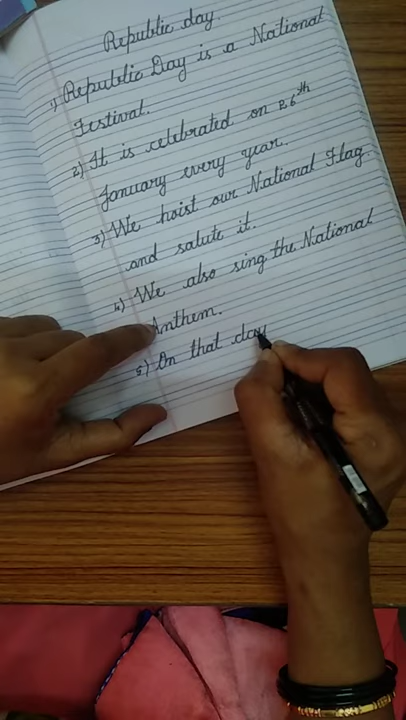 Republic day.
1) Republic Day is a National
Festival.
2) It is celebrated on 26th
January every year.
3) We hoist our National Flag.
and salute it.
4) We also sing the National
Anthem.
5) On that day